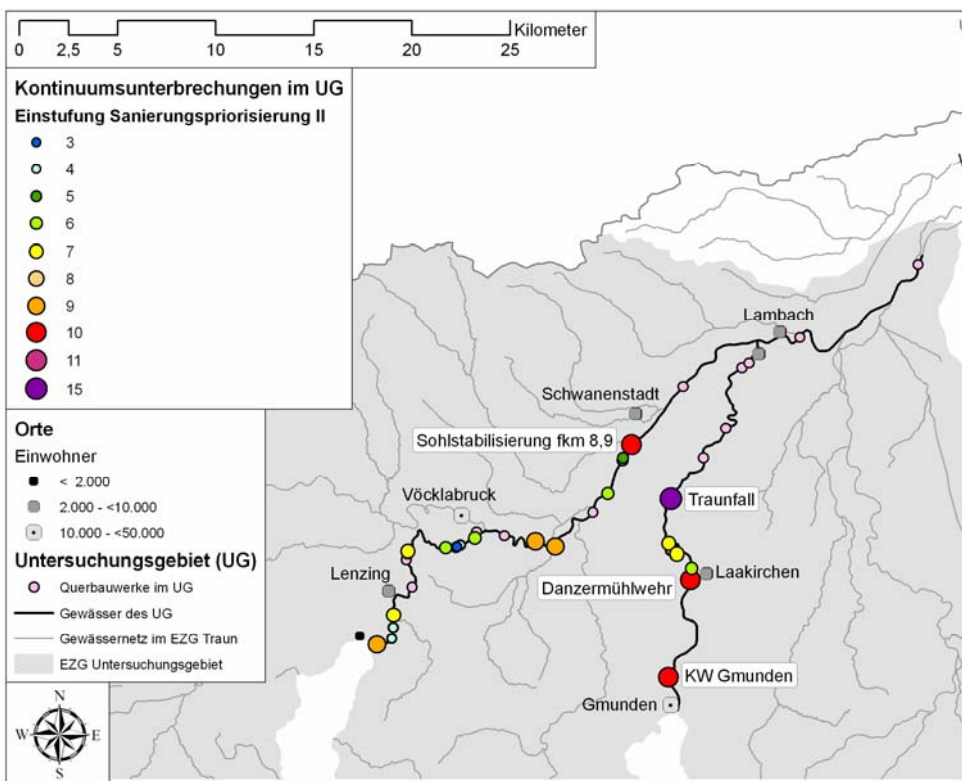 Kilometer
0 2,5 5 10 15 20 25
Kontinuumsunterbrechungen im UG
Einstufung Sanierungspriorisierung II
3
4
5
6
7
8
9
10
11
15
Orte
Einwohner
< 2.000
2.000 - <10.000
10.000 - <50.000
Untersuchungsgebiet (UG)
Querbauwerke im UG
Gewässer des UG
Gewässernetz im EZG Traun
EZG Untersuchungsgebiet
N
W E
S
Lambach
Schwanenstadt
Sohlstabilisierung fkm 8,9
Vöcklabruck
Traunfall
Lenzing
Laakirchen
Danzermühlwehr
KW Gmunden
Gmunden